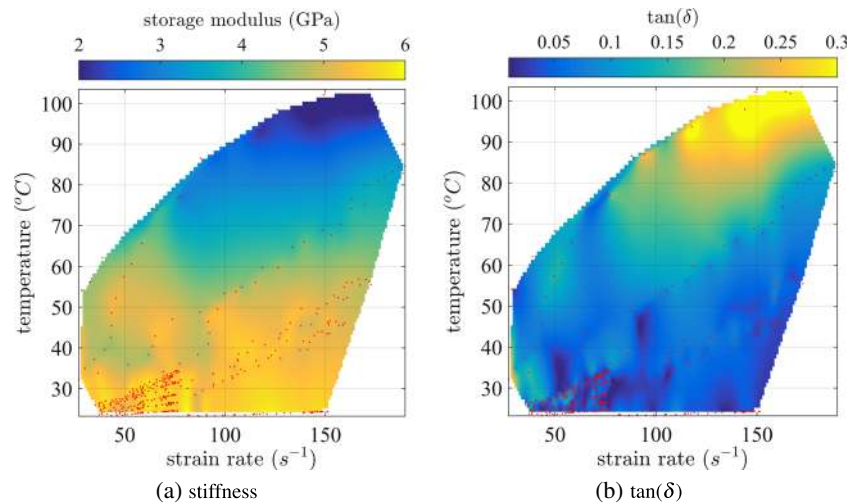 storage modulus (GPa)
2 3 4 5 6
temperature (°C)
100
90
80
70
60
50
40
30
50 100 150
strain rate (s⁻¹)
(a) stiffness
tan(δ)
0.05 0.1 0.15 0.2 0.25 0.3
temperature (°C)
100
90
80
70
60
50
40
30
50 100 150
strain rate (s⁻¹)
(b) tan(δ)